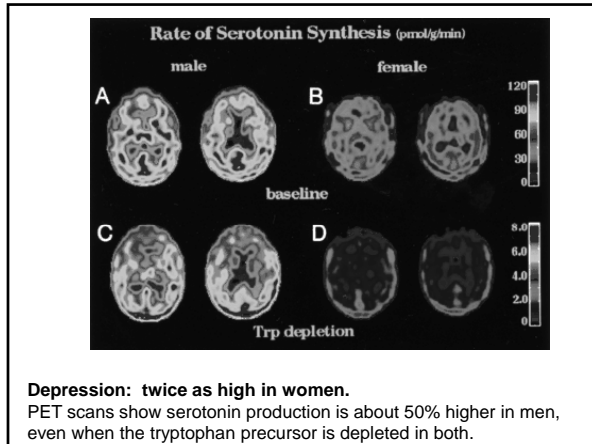 Rate of Serotonin Synthesis (pmol/g/min)
male female
A B
120
90
60
30
0
baseline
C D
8.0
6.0
4.0
2.0
0
Trp depletion
Depression: twice as high in women.
PET scans show serotonin production is about 50% higher in men,
even when the tryptophan precursor is depleted in both.